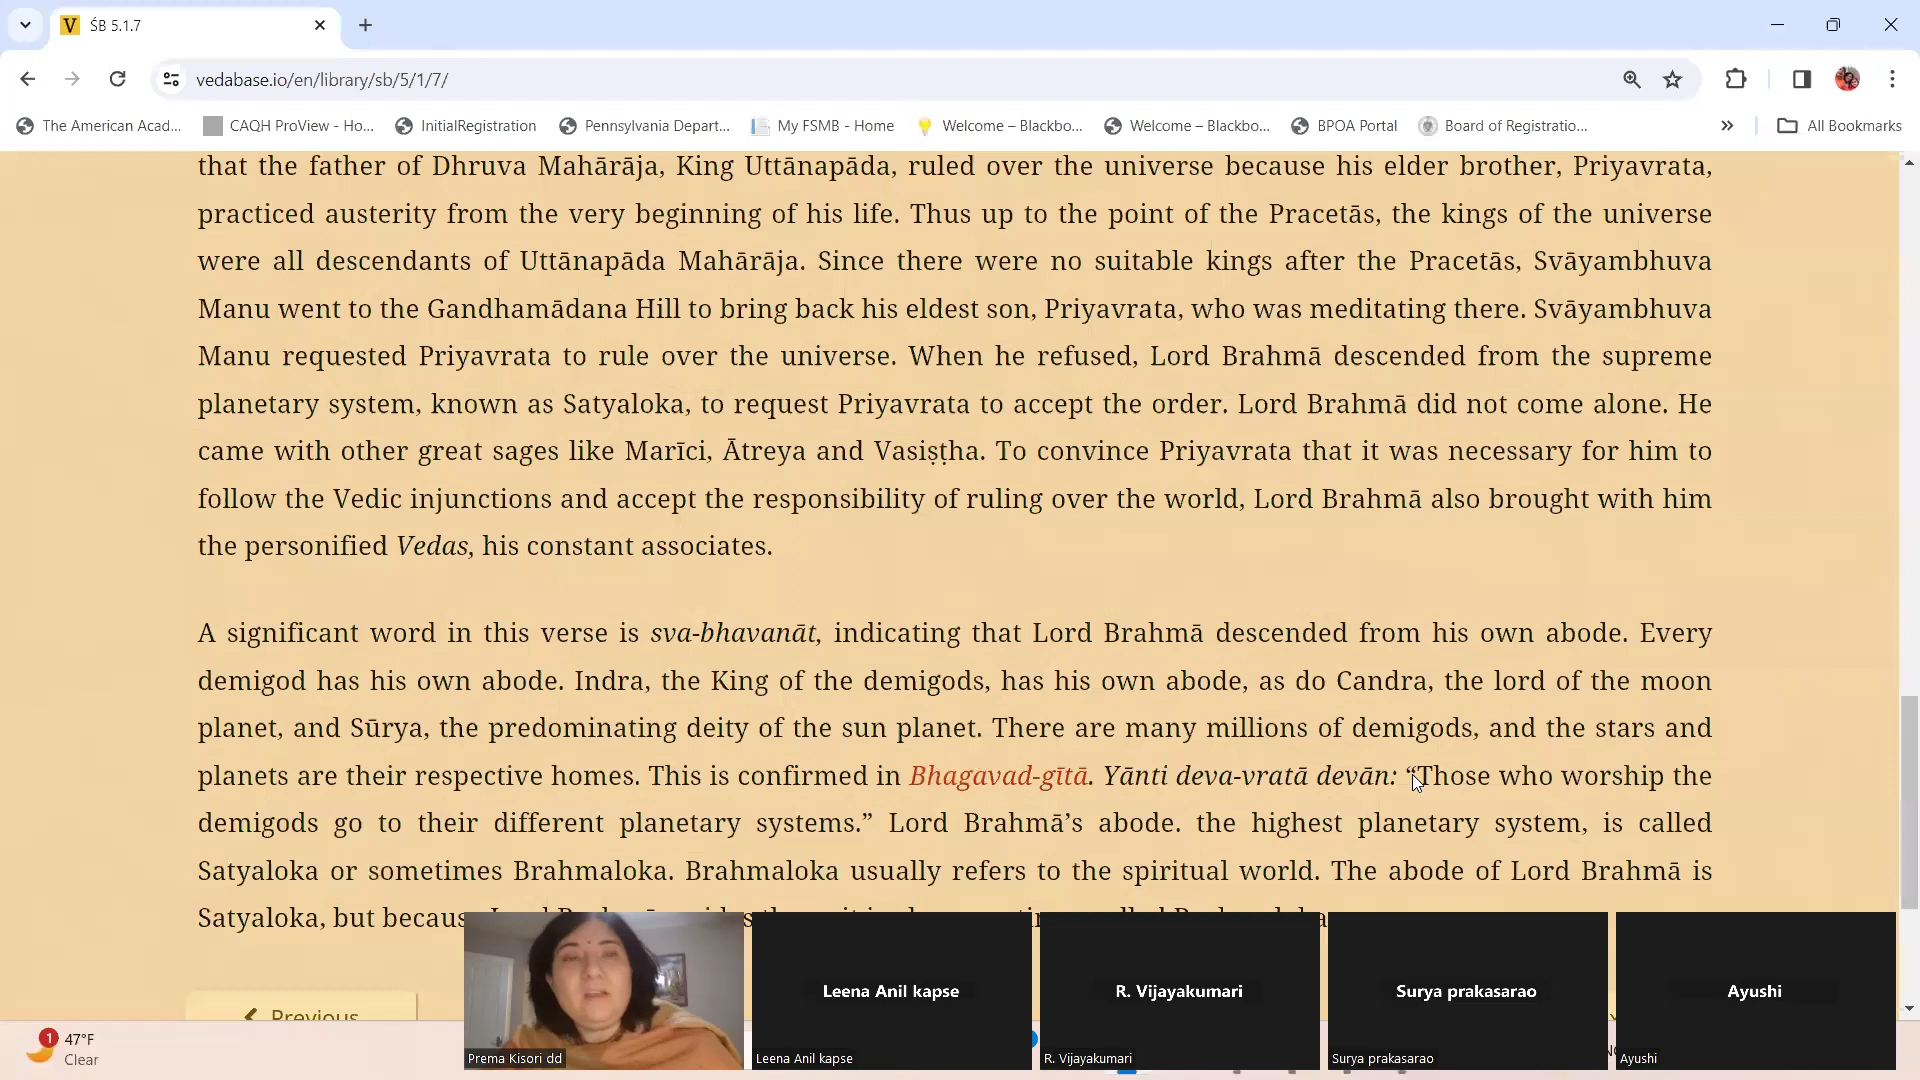 ŚB 5.1.7
vedabase.io/en/library/sb/5/1/7/
The American Acad... CAQH ProView - Ho... InitialRegistration Pennsylvania Depart... My FSMB - Home Welcome – Blackbo... Welcome – Blackbo... BPOA Portal Board of Registratio... All Bookmarks
that the father of Dhruva Mahārāja, King Uttānapāda, ruled over the universe because his elder brother, Priyavrata,
practiced austerity from the very beginning of his life. Thus up to the point of the Pracetās, the kings of the universe
were all descendants of Uttānapāda Mahārāja. Since there were no suitable kings after the Pracetās, Svāyambhuva
Manu went to the Gandhamādana Hill to bring back his eldest son, Priyavrata, who was meditating there. Svāyambhuva
Manu requested Priyavrata to rule over the universe. When he refused, Lord Brahmā descended from the supreme
planetary system, known as Satyaloka, to request Priyavrata to accept the order. Lord Brahmā did not come alone. He
came with other great sages like Marīci, Ātreya and Vasiṣṭha. To convince Priyavrata that it was necessary for him to
follow the Vedic injunctions and accept the responsibility of ruling over the world, Lord Brahmā also brought with him
the personified Vedas, his constant associates.
A significant word in this verse is sva-bhavanāt, indicating that Lord Brahmā descended from his own abode. Every
demigod has his own abode. Indra, the King of the demigods, has his own abode, as do Candra, the lord of the moon
planet, and Sūrya, the predominating deity of the sun planet. There are many millions of demigods, and the stars and
planets are their respective homes. This is confirmed in Bhagavad-gītā. Yānti deva-vratā devān: “Those who worship the
demigods go to their different planetary systems.” Lord Brahmā’s abode. the highest planetary system, is called
Satyaloka or sometimes Brahmaloka. Brahmaloka usually refers to the spiritual world. The abode of Lord Brahmā is
Satyaloka, but
Previous
Leena Anil kapse R. Vijayakumari Surya prakasarao Ayushi
1 47°F
Clear
Prema Kisori dd Leena Anil kapse R. Vijayakumari Surya prakasarao Ayushi